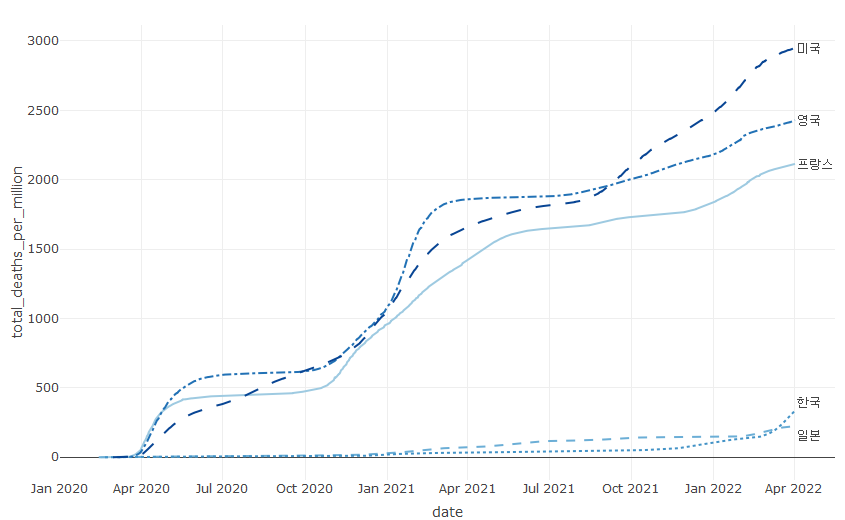 3000
2500
2000
1500
1000
500
0
total_deaths_per_million
미국
영국
프랑스
한국
일본
Jan 2020 Apr 2020 Jul 2020 Oct 2020 Jan 2021 Apr 2021 Jul 2021 Oct 2021 Jan 2022 Apr 2022
date